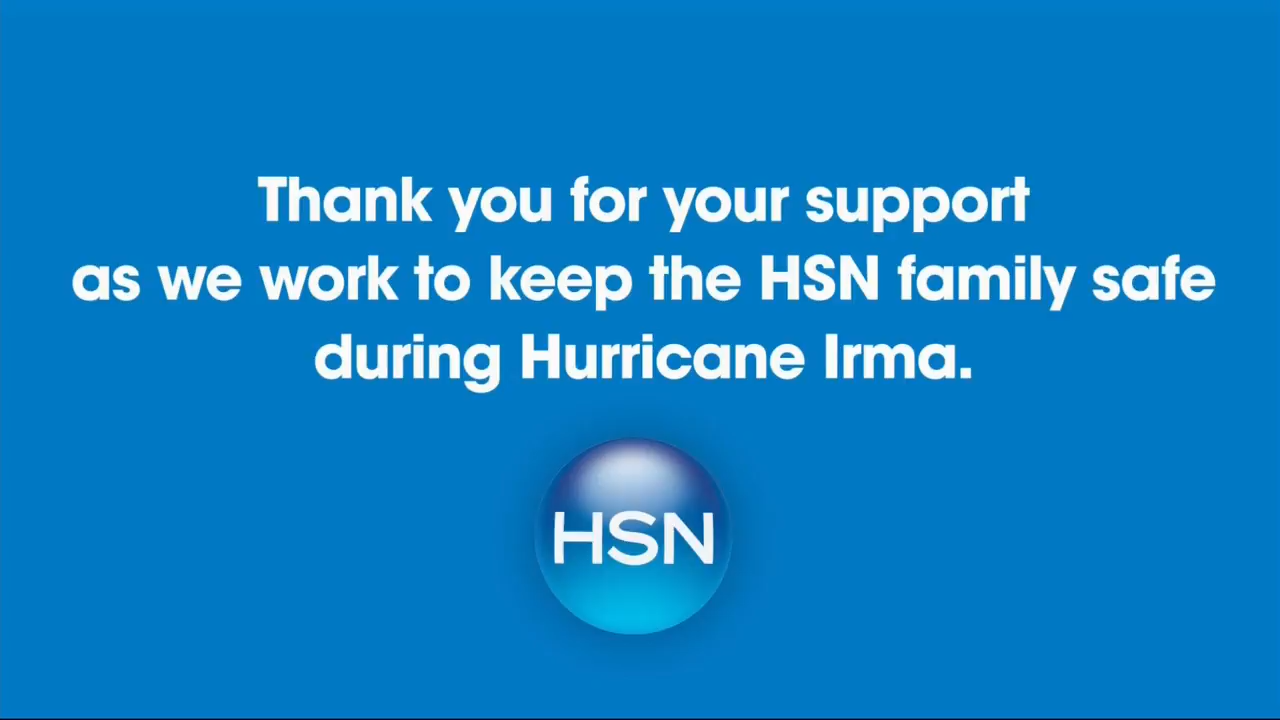 Thank you for your support
as we work to keep the HSN family safe
during Hurricane Irma.
HSN